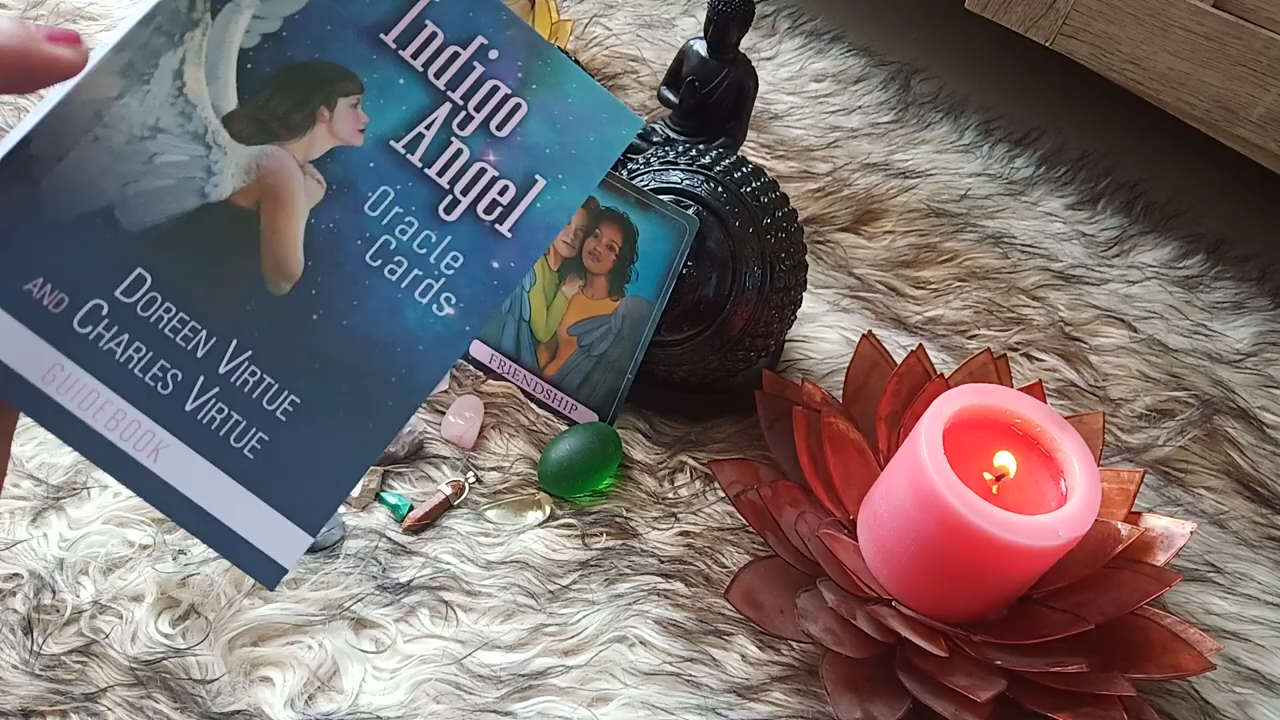 Indigo
Angel
Oracle
Cards
DOREEN VIRTUE
AND CHARLES VIRTUE
GUIDEBOOK
FRIENDSHIP